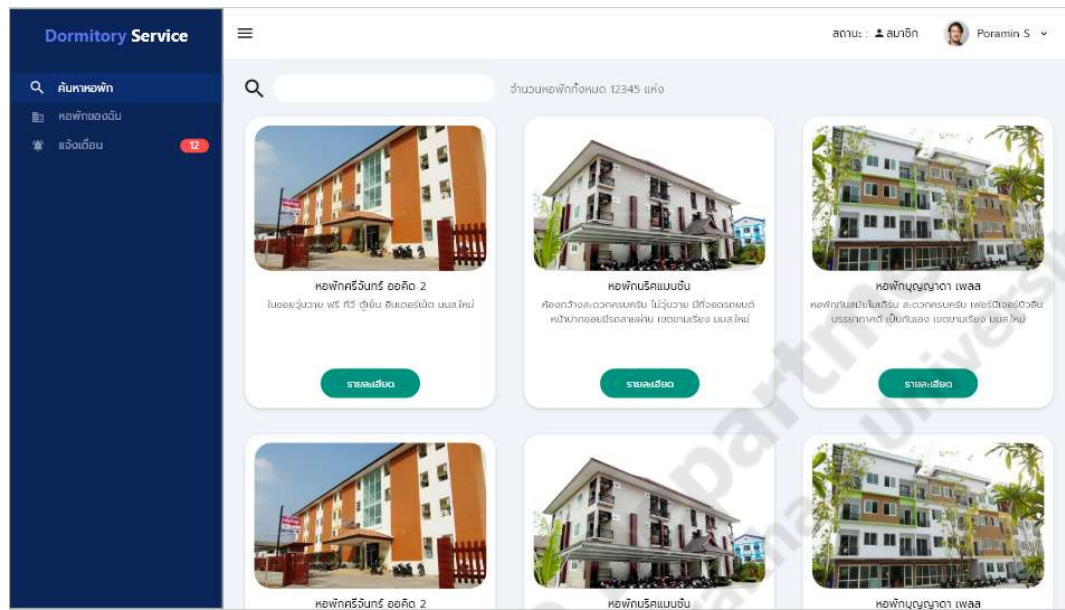 Dormitory Service
สถานะ : สมาชิก
Poramin S
ค้นหาหอพัก
หอพักของฉัน
แจ้งเตือน
12
จำนวนหอพักทั้งหมด 12345 แห่ง
หอพักศรีจันทร์ ออคิด 2
ในซอยวุ่นวาย ฟรี ทีวี ตู้เย็น อินเตอร์เน็ต มมส.ใหม่
รายละเอียด
หอพักนริศแมนชั่น
ห้องกว้างสะดวกครบครัน ไม่วุ่นวาย มีที่จอดรถยนต์
หน้าปากซอยมีรถสายผ่าน เขตขามเรียง มมส.ใหม่
รายละเอียด
หอพักบุญญาดา เพลส
หอพักทันสมัยโมเดิร์น สะดวกครบครัน เฟอร์นิเจอร์บิวอิน
บรรยากาศดี เป็นกันเอง เขตขามเรียง มมส.ใหม่
รายละเอียด
หอพักศรีจันทร์ ออคิด 2
หอพักนริศแมนชั่น
หอพักบุญญาดา เพลส